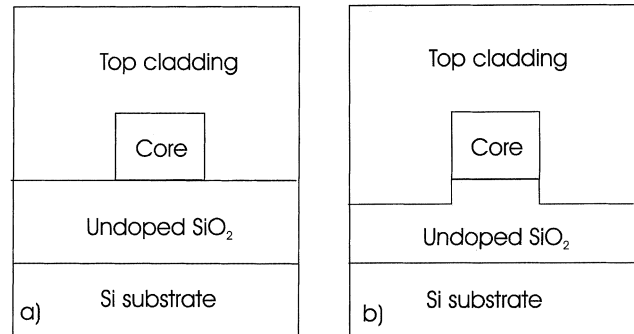 Top cladding
Core
Undoped SiO₂
Si substrate
a)
Top cladding
Core
Undoped SiO₂
Si substrate
b)